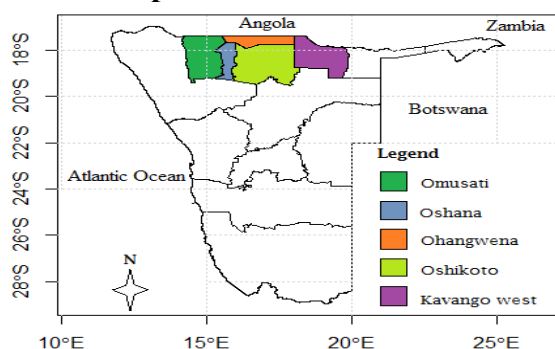 Angola
Zambia
18°S
20°S
22°S
24°S
26°S
28°S
Botswana
Atlantic Ocean
Legend
Omusati
Oshana
Ohangwena
Oshikoto
Kavango west
N
10°E
15°E
20°E
25°E